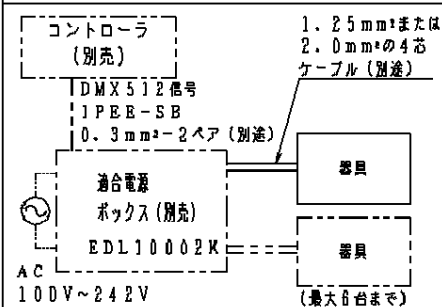 コントローラ
(別売)
1．25mm²または
2．0mm²の4芯
ケーブル(別途)
DMX512信号
IPEE-SB
0．3mm²-2ペア(別途)
適合電源
ボックス(別売)
EDL10002K
器具
器具
(最大6台まで)
AC
100V~242V